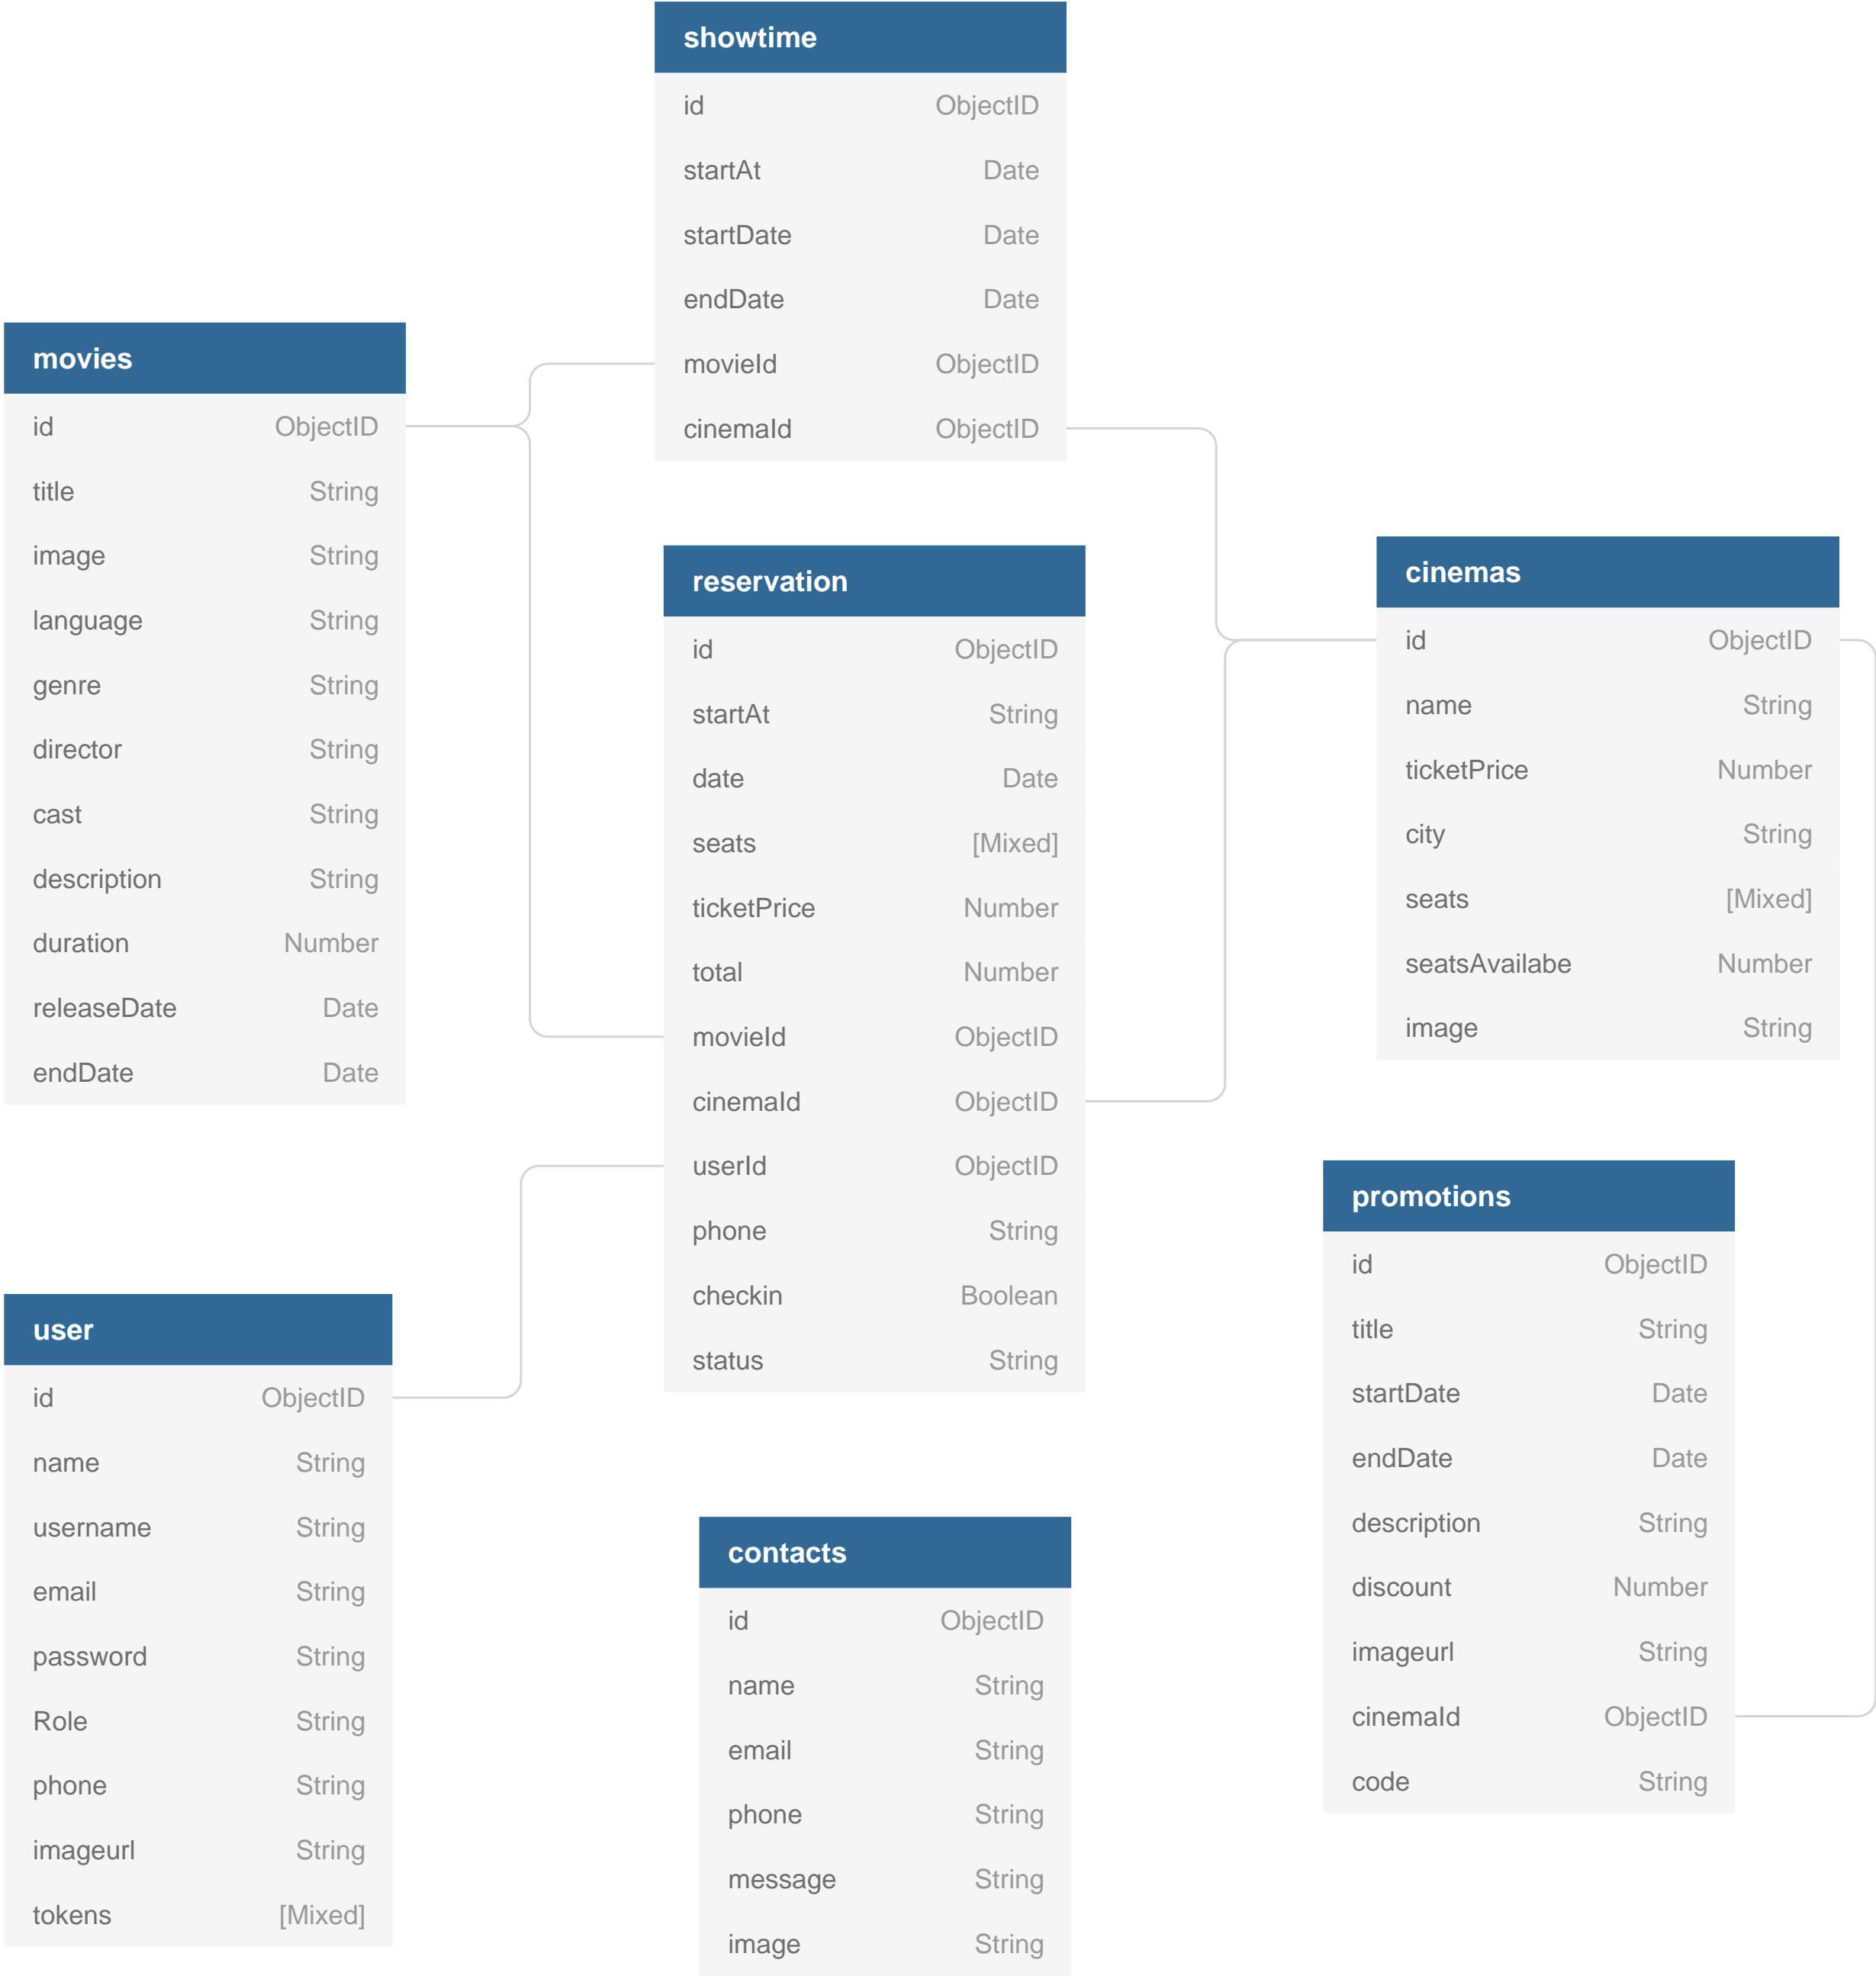 showtime
id ObjectID
startAt Date
startDate Date
endDate Date
movieId ObjectID
cinemaId ObjectID
movies
id ObjectID
title String
image String
language String
genre String
director String
cast String
description String
duration Number
releaseDate Date
endDate Date
reservation
id ObjectID
startAt String
date Date
seats [Mixed]
ticketPrice Number
total Number
movieId ObjectID
cinemaId ObjectID
userId ObjectID
phone String
checkin Boolean
status String
cinemas
id ObjectID
name String
ticketPrice Number
city String
seats [Mixed]
seatsAvailabe Number
image String
promotions
id ObjectID
title String
startDate Date
endDate Date
description String
discount Number
imageurl String
cinemaId ObjectID
code String
user
id ObjectID
name String
username String
email String
password String
Role String
phone String
imageurl String
tokens [Mixed]
contacts
id ObjectID
name String
email String
phone String
message String
image String